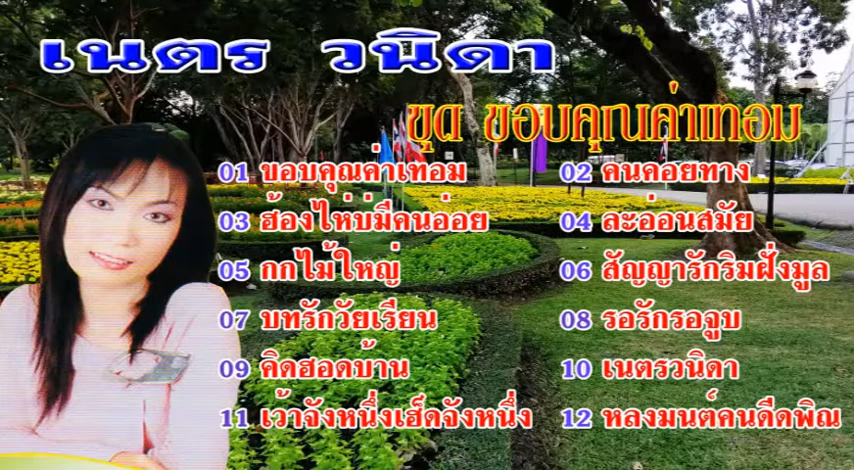 เนตร วนิดา
ชุด ขอบคุณค่าเทอม
01 ขอบคุณค่าเทอม 02 คนคอยทาง
03 ฮ้องไห่บ่มีคนอ่อย 04 ละอ่อนสมัย
05 กกไม้ใหญ่ 06 สัญญารักริมฝั่งมูล
07 บทรักวัยเรียน 08 รอรักรอจูบ
09 คิดฮอดบ้าน 10 เนตรวนิดา
11 เว้าจังหนึ่งเฮ็ดจังหนึ่ง 12 หลงมนต์คนดีดพิณ